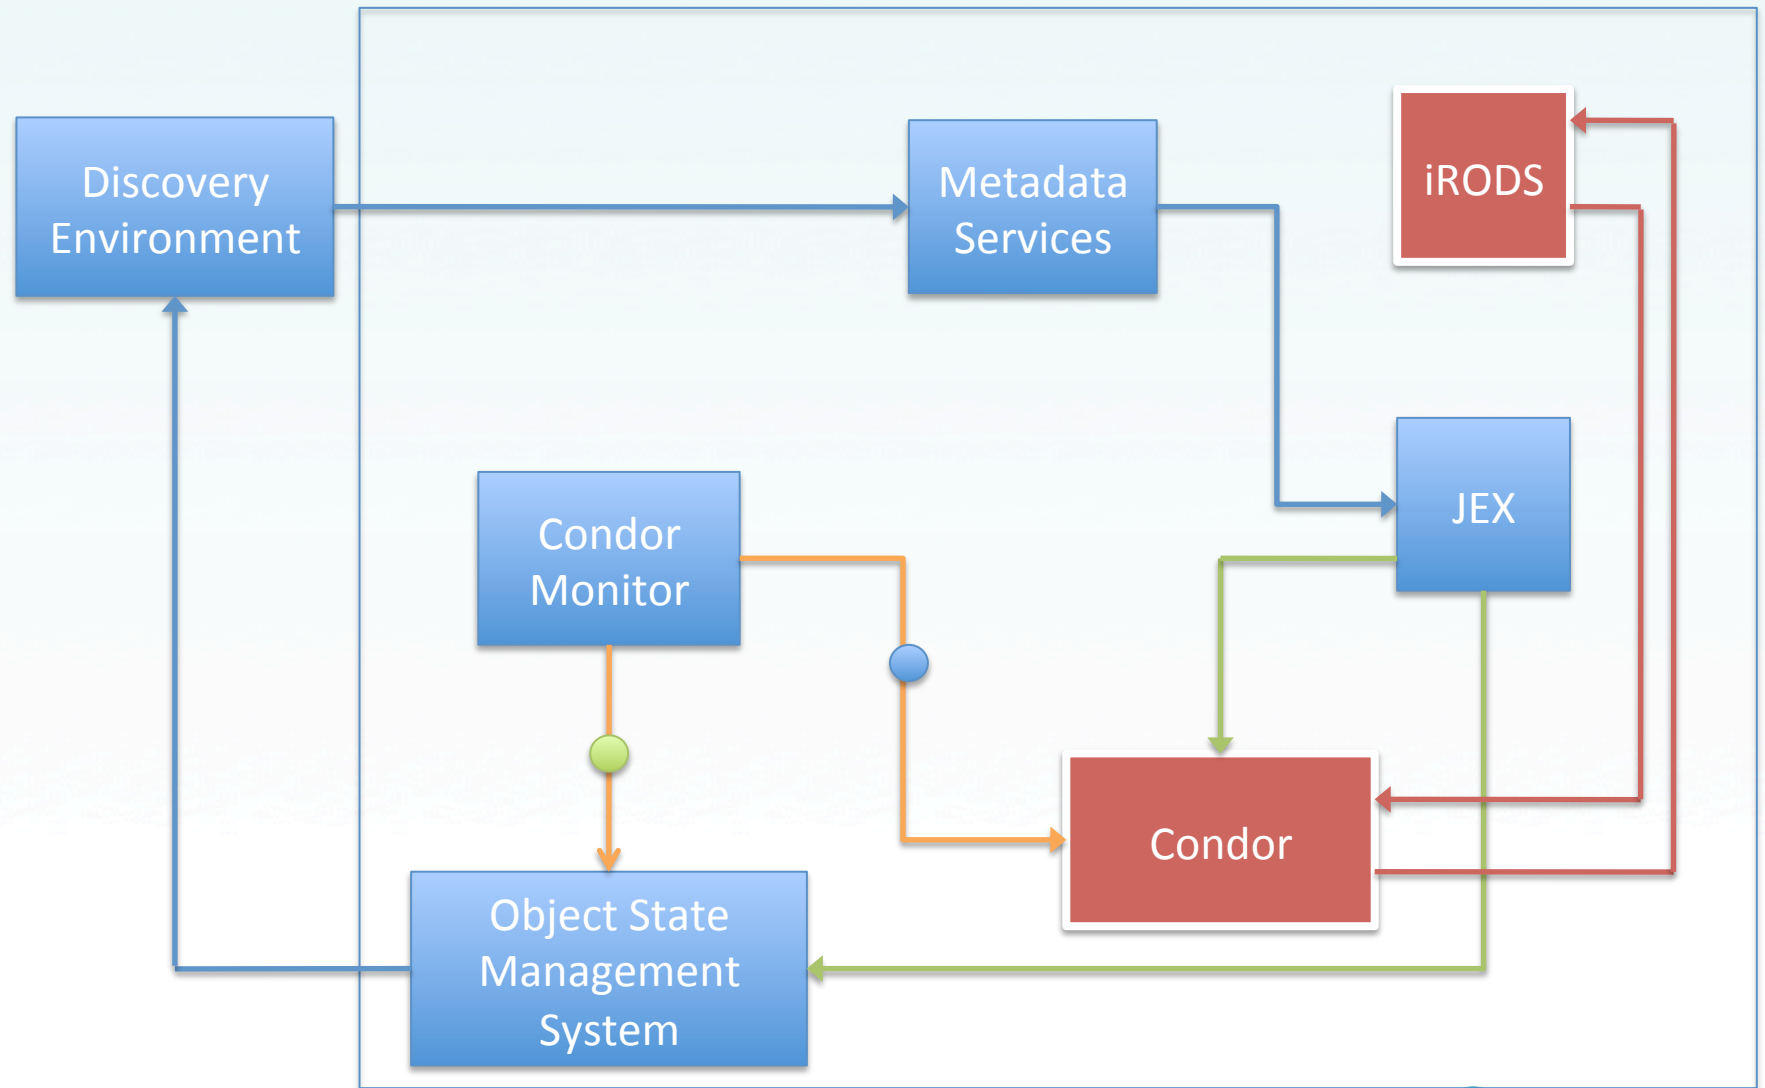 Discovery
Environment
Metadata
Services
iRODS
JEX
Condor
Monitor
Condor
Object State
Management
System